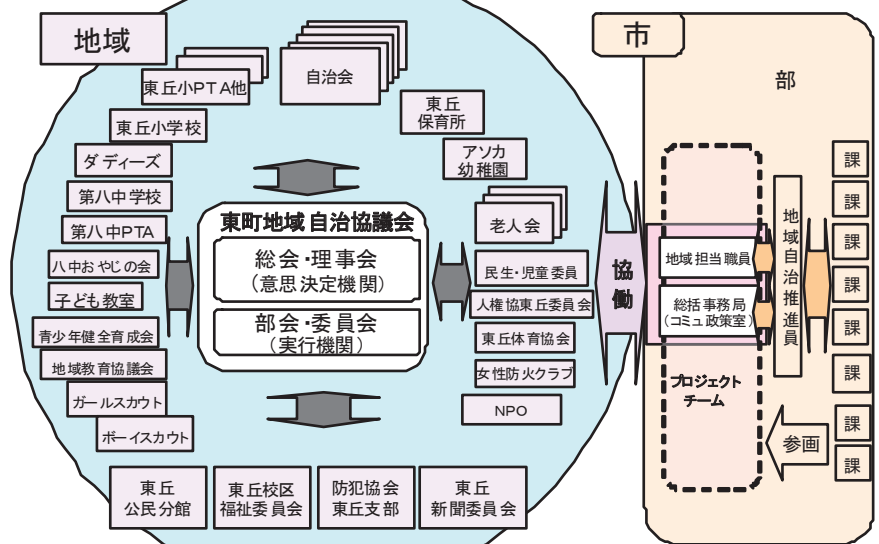 地域
東丘小PTA他
自治会
東丘小学校
ダディーズ
第八中学校
第八中PTA
八中おやじの会
子ども教室
青少年健全育成会
地域教育協議会
ガールスカウト
ボーイスカウト
東丘
保育所
アソカ
幼稚園
老人会
民生・児童委員
人権協東丘委員会
東丘体育協会
女性防火クラブ
NPO
東町地域自治協議会
総会・理事会
(意思決定機関)
部会・委員会
(実行機関)
東丘
公民分館
東丘校区
福祉委員会
防犯協会
東丘支部
東丘
新聞委員会
協働
市
部
地域担当職員
総括事務局
(コミュ政策室)
プロジェクト
チーム
地域自治推進員
参画
課
課
課
課
課
課
課
課